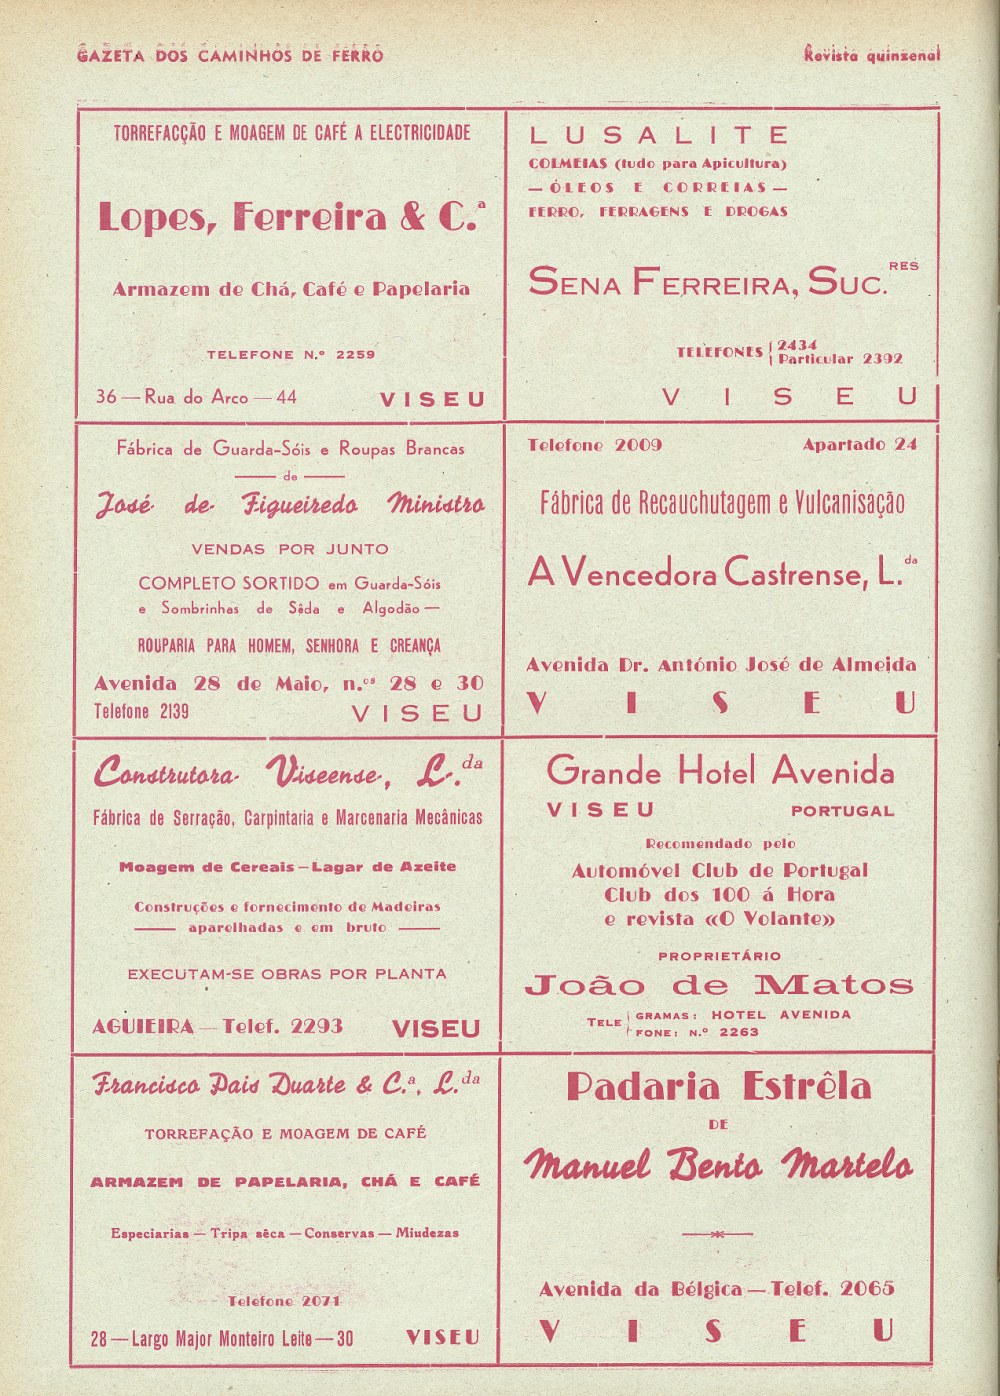 GAZETA DOS CAMINHOS DE FERRO
Revista quinzenal
TORREFACÇÃO E MOAGEM DE CAFÉ A ELECTRICIDADE
Lopes, Ferreira & C.ª
Armazem de Chá, Café e Papelaria
TELEFONE N.º 2259
36 — Rua do Arco — 44 VISEU
LUSALITE
COLMEIAS (tudo para Apicultura)
— ÓLEOS E CORREIAS —
FERRO, FERRAGENS E DROGAS
SENA FERREIRA, SUC.RES
TELEFONES { 2434
Particular 2392
VISEU
Fábrica de Guarda-Sóis e Roupas Brancas
— de —
José de Figueiredo Ministro
VENDAS POR JUNTO
COMPLETO SORTIDO em Guarda-Sóis
e Sombrinhas de Sêda e Algodão —
ROUPARIA PARA HOMEM, SENHORA E CREANÇA
Avenida 28 de Maio, n.os 28 e 30
Telefone 2139 VISEU
Telefone 2009 Apartado 24
Fábrica de Recauchutagem e Vulcanisação
A Vencedora Castrense, L.da
Avenida Dr. António José de Almeida
VISEU
Construtora Viseense, L.da
Fábrica de Serração, Carpintaria e Marcenaria Mecânicas
Moagem de Cereais — Lagar de Azeite
Construções e fornecimento de Madeiras
— aparelhadas e em bruto —
EXECUTAM-SE OBRAS POR PLANTA
AGUIEIRA — Telef. 2293 VISEU
Grande Hotel Avenida
VISEU PORTUGAL
Recomendado pelo
Automóvel Club de Portugal
Club dos 100 á Hora
e revista «O Volante»
PROPRIETÁRIO
João de Matos
TELE { GRAMAS: HOTEL AVENIDA
FONE: N.º 2263
Francisco Pais Duarte & C.ª, L.da
TORREFAÇÃO E MOAGEM DE CAFÉ
ARMAZEM DE PAPELARIA, CHÁ E CAFÉ
Especiarias — Tripa sêca — Conservas — Miudezas
Telefone 2071
28 — Largo Major Monteiro Leite — 30 VISEU
Padaria Estrêla
DE
Manuel Bento Martelo
Avenida da Bélgica — Telef. 2065
VISEU